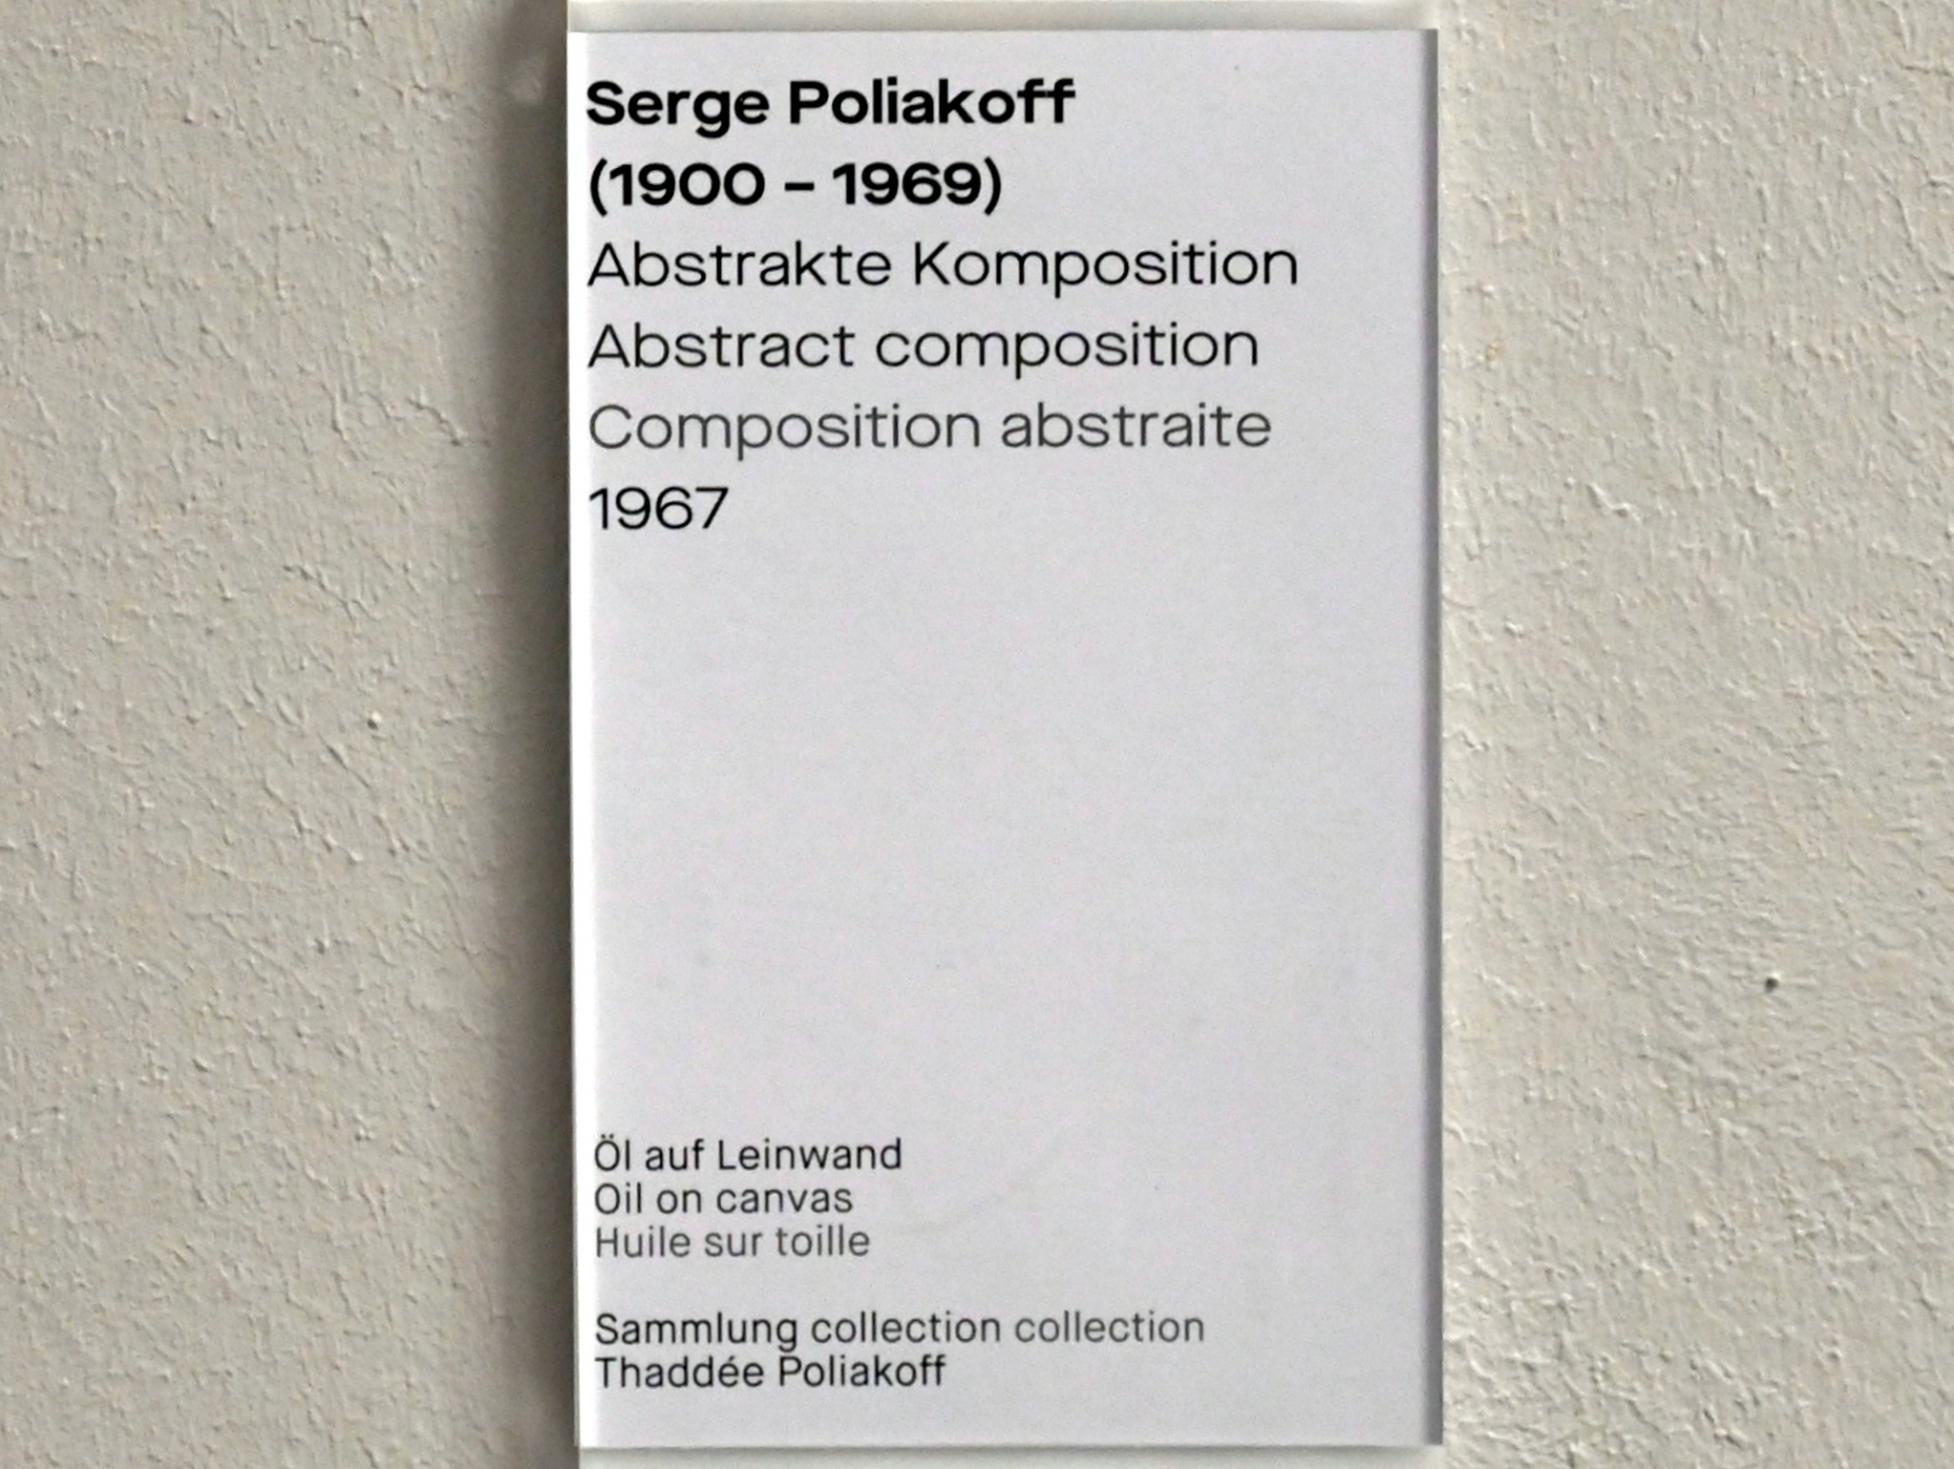 Serge Poliakoff
(1900 – 1969)
Abstrakte Komposition
Abstract composition
Composition abstraite
1967
Öl auf Leinwand
Oil on canvas
Huile sur toille
Sammlung collection collection
Thaddée Poliakoff